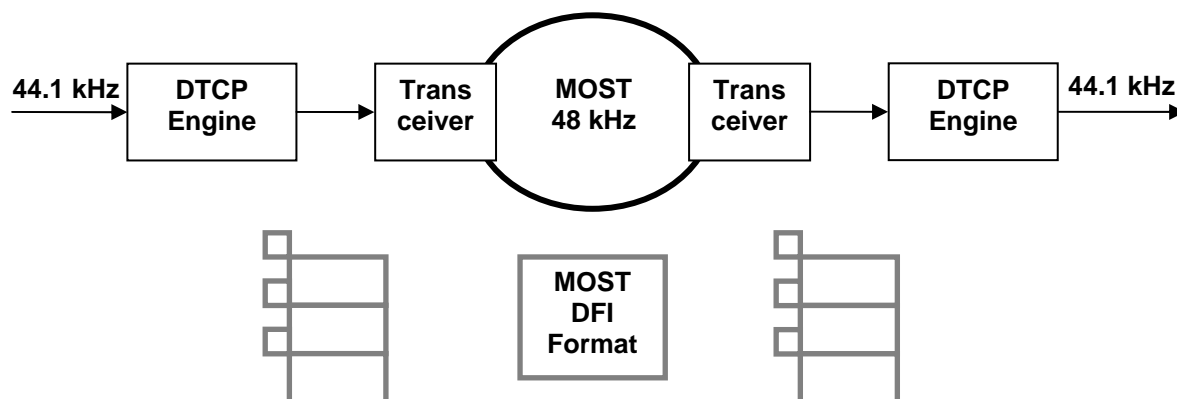 44.1 kHz
DTCP
Engine
Trans
ceiver
MOST
48 kHz
Trans
ceiver
DTCP
Engine
44.1 kHz
MOST
DFI
Format